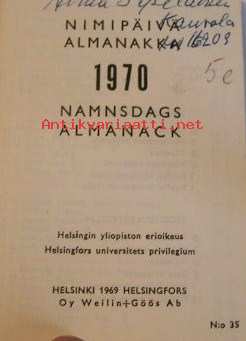 NIMIPÄIVÄ
ALMANAKKA
1970
5e
NAMNSDAGS
ALMANACK
Antikvariaatti.net
Helsingin yliopiston erioikeus
Helsingfors universitets privilegium
HELSINKI 1969 HELSINGFORS
Oy Weilin+Göös Ab
N:o 35